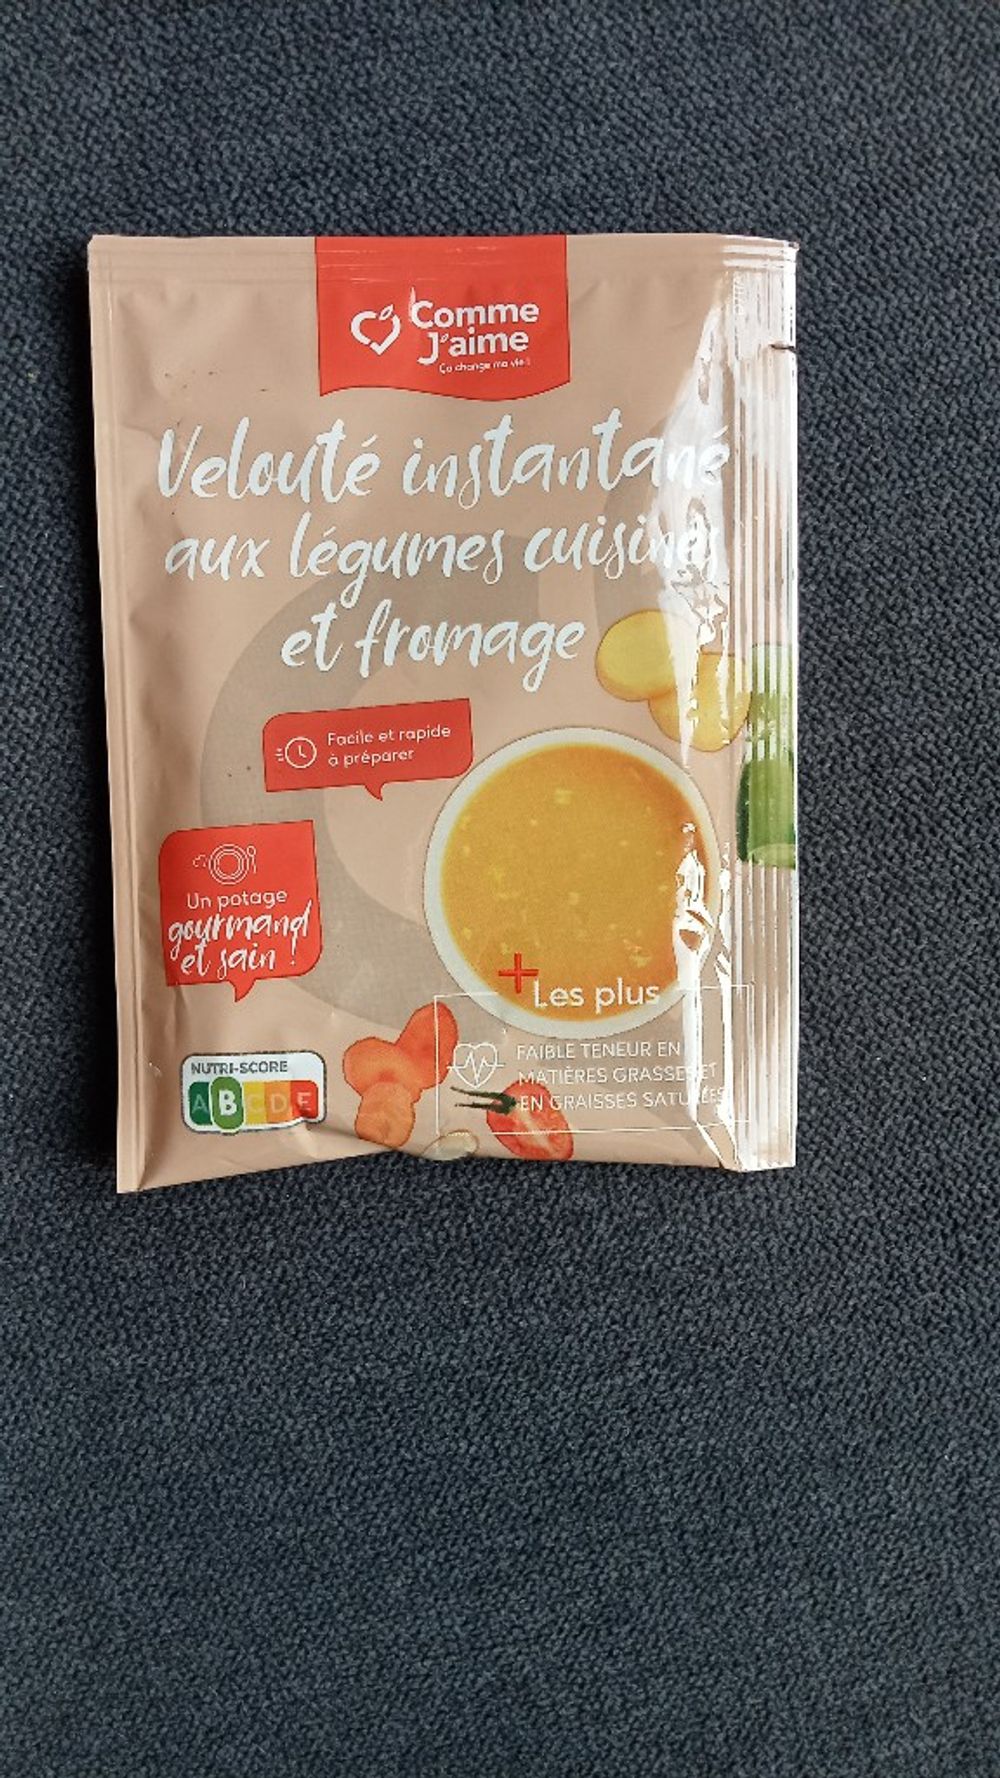 Comme
J'aime
Ça change ma vie !
Velouté instantané
aux légumes cuisinés
et fromage
Facile et rapide
à préparer
Un potage
gourmand
et sain !
+ Les plus
FAIBLE TENEUR EN
MATIÈRES GRASSES ET
EN GRAISSES SATURÉES
NUTRI-SCORE
A B C D E